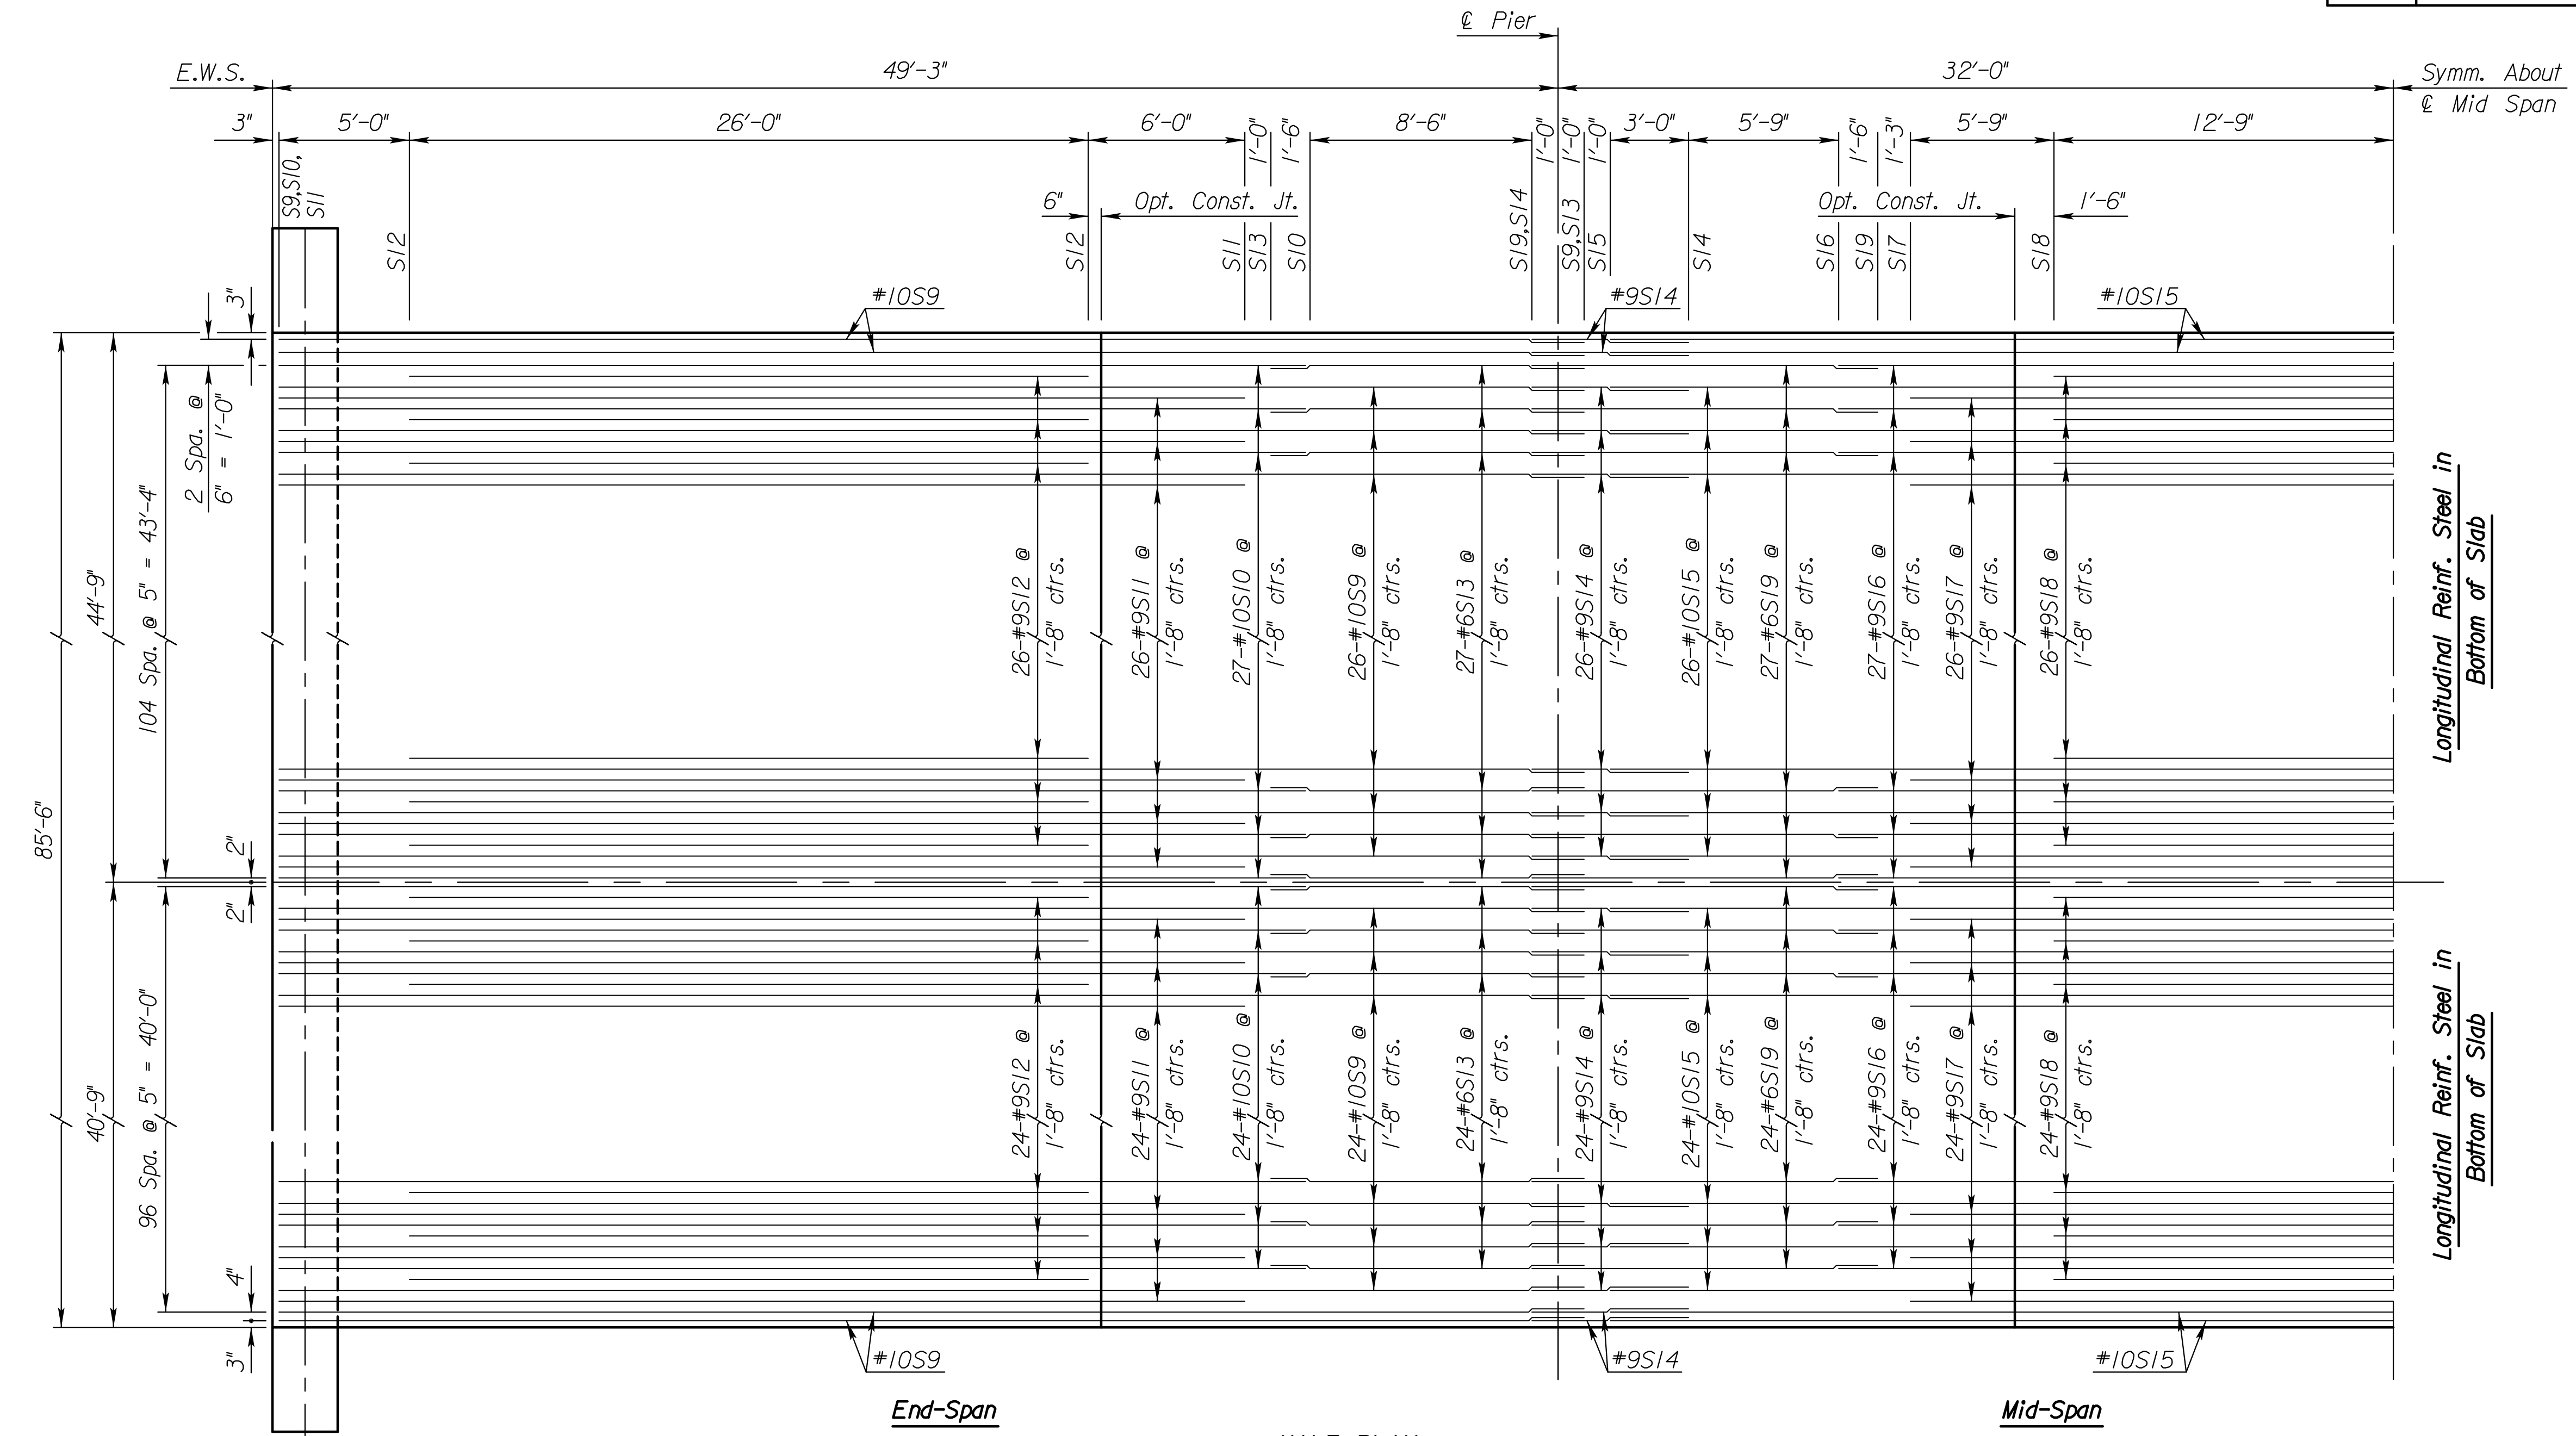 ℄ Pier
E.W.S.
49'-3"
32'-0"
Symm. About
℄ Mid Span
3"
5'-0"
26'-0"
6'-0"
1'-0"
1'-6"
8'-6"
1'-0"
1'-0"
1'-0"
3'-0"
5'-9"
1'-6"
1'-3"
5'-9"
12'-9"
S9,S10,
S11
S12
6"
Opt. Const. Jt.
Opt. Const. Jt.
1'-6"
S12
S11
S13
S10
S19,S14
S9,S13
S15
S14
S16
S19
S17
S18
#10S9
#9S14
#10S15
3"
2 Spa. @
6" = 1'-0"
104 Spa. @ 5" = 43'-4"
44'-9"
85'-6"
26-#9S12 @
1'-8" ctrs.
26-#9S11 @
1'-8" ctrs.
27-#10S10 @
1'-8" ctrs.
26-#10S9 @
1'-8" ctrs.
27-#6S13 @
1'-8" ctrs.
26-#9S14 @
1'-8" ctrs.
26-#10S15 @
1'-8" ctrs.
27-#6S19 @
1'-8" ctrs.
27-#9S16 @
1'-8" ctrs.
26-#9S17 @
1'-8" ctrs.
26-#9S18 @
1'-8" ctrs.
Longitudinal Reinf. Steel in
Bottom of Slab
2"
2"
40'-9"
96 Spa. @ 5" = 40'-0"
24-#9S12 @
1'-8" ctrs.
24-#9S11 @
1'-8" ctrs.
24-#10S10 @
1'-8" ctrs.
24-#10S9 @
1'-8" ctrs.
24-#6S13 @
1'-8" ctrs.
24-#9S14 @
1'-8" ctrs.
24-#10S15 @
1'-8" ctrs.
24-#6S19 @
1'-8" ctrs.
24-#9S16 @
1'-8" ctrs.
24-#9S17 @
1'-8" ctrs.
24-#9S18 @
1'-8" ctrs.
Longitudinal Reinf. Steel in
Bottom of Slab
4"
3"
#10S9
#9S14
#10S15
End-Span
Mid-Span